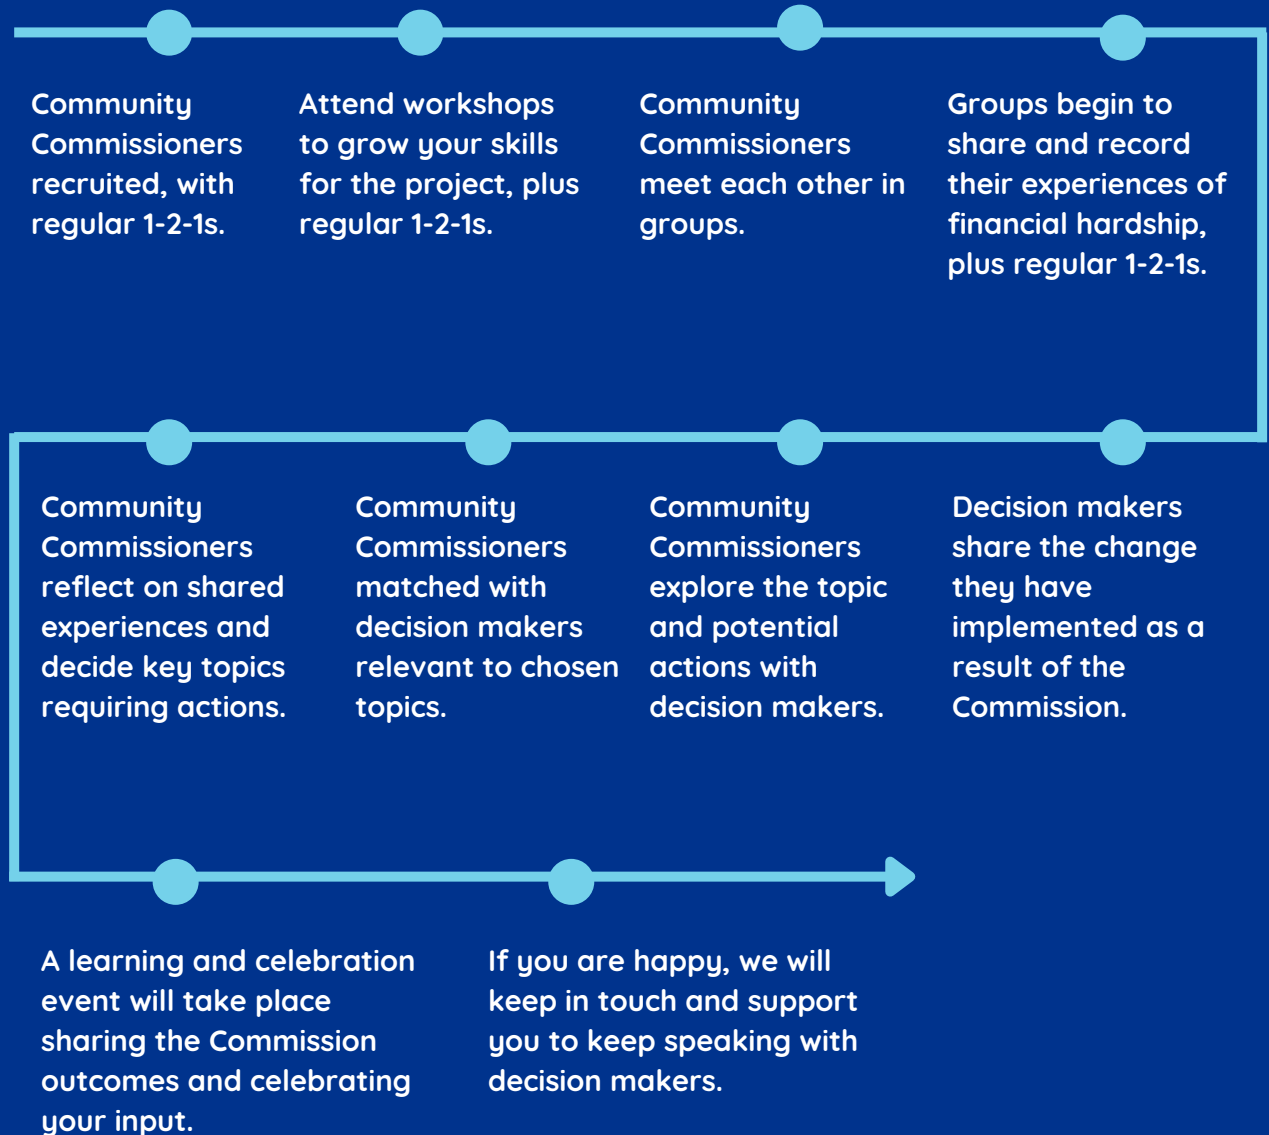 Community
Commissioners
recruited, with
regular 1-2-1s.
Attend workshops
to grow your skills
for the project, plus
regular 1-2-1s.
Community
Commissioners
meet each other in
groups.
Groups begin to
share and record
their experiences of
financial hardship,
plus regular 1-2-1s.
Community
Commissioners
reflect on shared
experiences and
decide key topics
requiring actions.
Community
Commissioners
matched with
decision makers
relevant to chosen
topics.
Community
Commissioners
explore the topic
and potential
actions with
decision makers.
Decision makers
share the change
they have
implemented as a
result of the
Commission.
A learning and celebration
event will take place
sharing the Commission
outcomes and celebrating
your input.
If you are happy, we will
keep in touch and support
you to keep speaking with
decision makers.